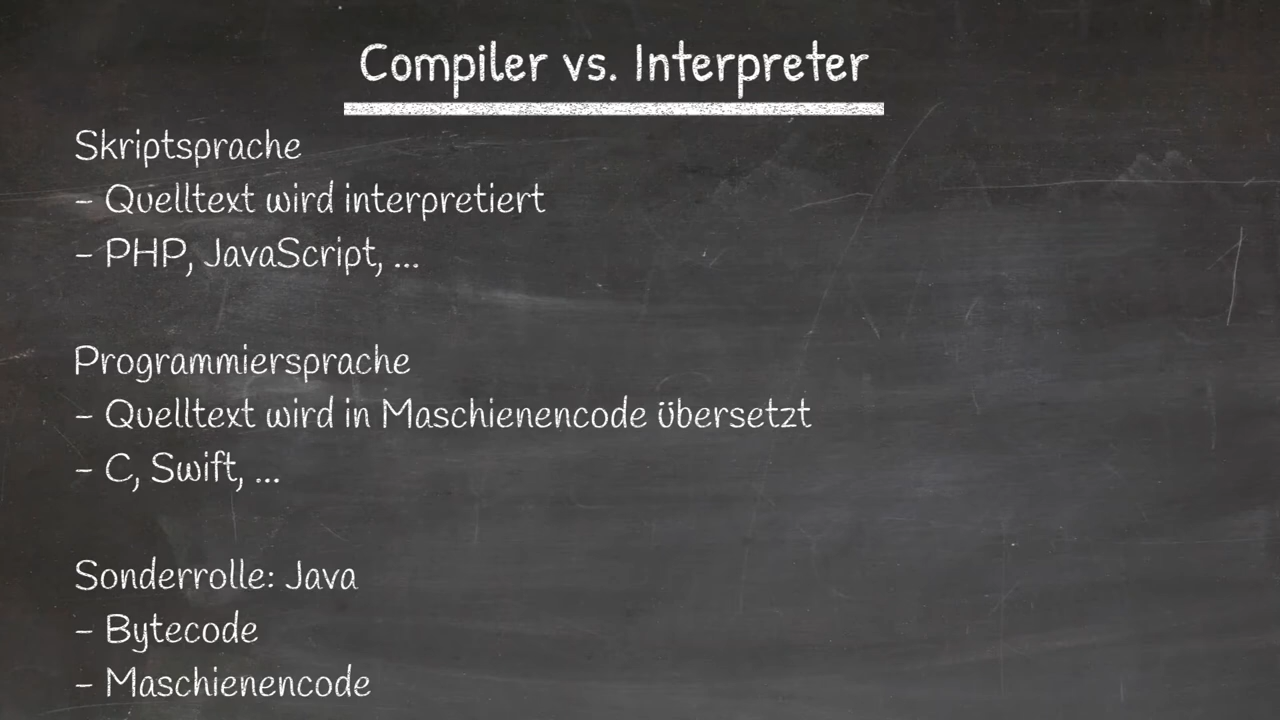 Compiler vs. Interpreter
Skriptsprache
- Quelltext wird interpretiert
- PHP, JavaScript, ...
Programmiersprache
- Quelltext wird in Maschienencode übersetzt
- C, Swift, ...
Sonderrolle: Java
- Bytecode
- Maschienencode